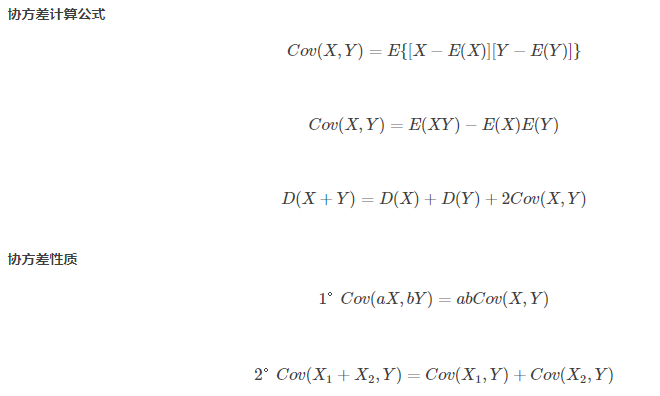 协方差计算公式
Cov(X, Y) = E{[X − E(X)][Y − E(Y)]}
Cov(X, Y) = E(XY) − E(X)E(Y)
D(X + Y) = D(X) + D(Y) + 2Cov(X, Y)
协方差性质
1° Cov(aX, bY) = abCov(X, Y)
2° Cov(X₁ + X₂, Y) = Cov(X₁, Y) + Cov(X₂, Y)